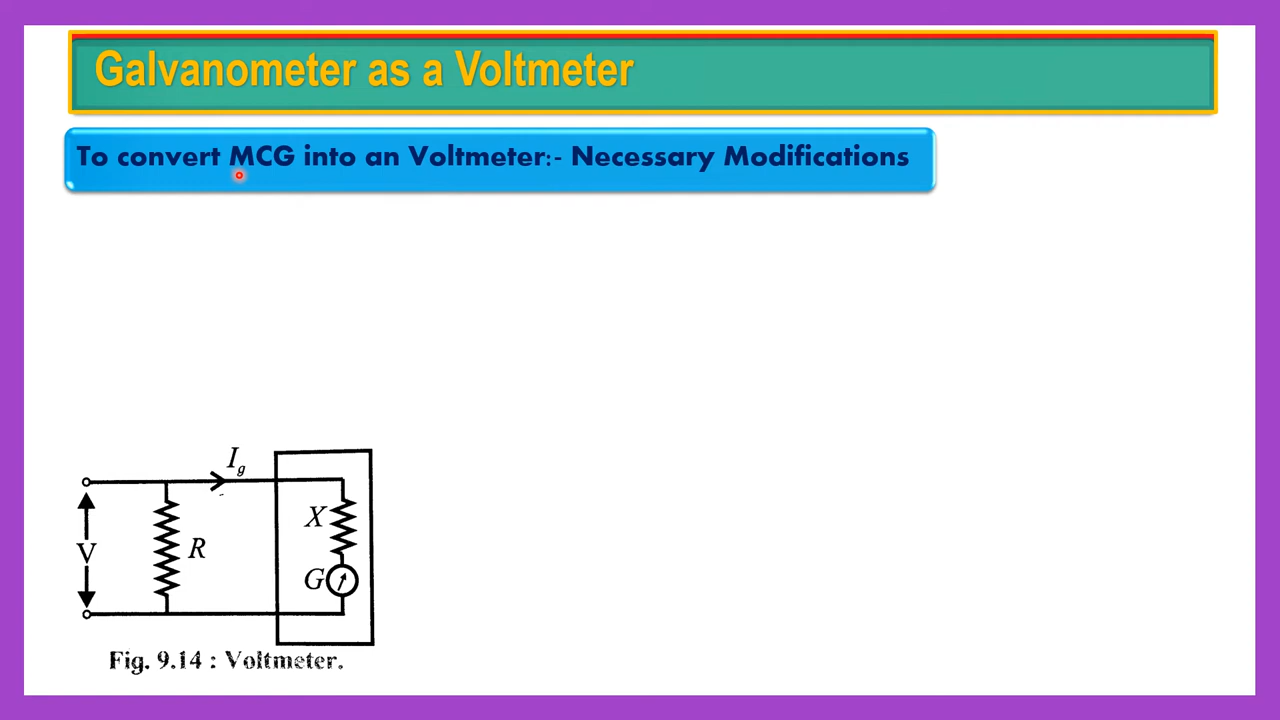 Galvanometer as a Voltmeter
To convert MCG into an Voltmeter:- Necessary Modifications
I_g
X
V
R
G
Fig. 9.14 : Voltmeter.